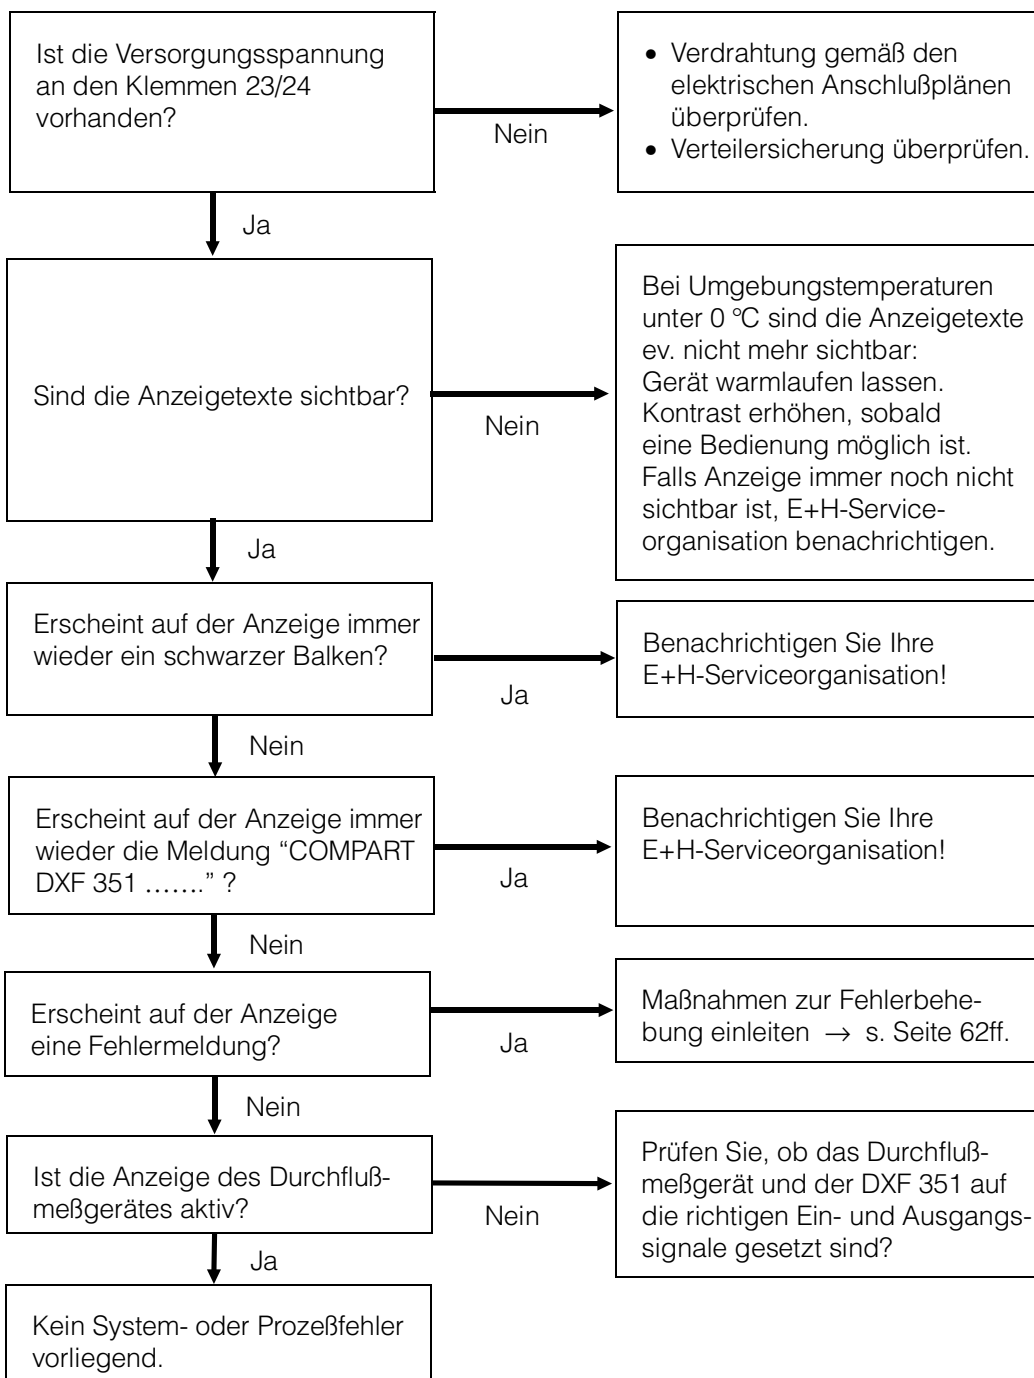 Ist die Versorgungsspannung
an den Klemmen 23/24
vorhanden?
Nein
• Verdrahtung gemäß den
elektrischen Anschlußplänen
überprüfen.
• Verteilersicherung überprüfen.
Ja
Sind die Anzeigetexte sichtbar?
Nein
Bei Umgebungstemperaturen
unter 0 °C sind die Anzeigetexte
ev. nicht mehr sichtbar:
Gerät warmlaufen lassen.
Kontrast erhöhen, sobald
eine Bedienung möglich ist.
Falls Anzeige immer noch nicht
sichtbar ist, E+H-Service-
organisation benachrichtigen.
Ja
Erscheint auf der Anzeige immer
wieder ein schwarzer Balken?
Ja
Benachrichtigen Sie Ihre
E+H-Serviceorganisation!
Nein
Erscheint auf der Anzeige immer
wieder die Meldung “COMPART
DXF 351 .......” ?
Ja
Benachrichtigen Sie Ihre
E+H-Serviceorganisation!
Nein
Erscheint auf der Anzeige
eine Fehlermeldung?
Ja
Maßnahmen zur Fehlerbehe-
bung einleiten → s. Seite 62ff.
Nein
Ist die Anzeige des Durchfluß-
meßgerätes aktiv?
Nein
Prüfen Sie, ob das Durchfluß-
meßgerät und der DXF 351 auf
die richtigen Ein- und Ausgangs-
signale gesetzt sind?
Ja
Kein System- oder Prozeßfehler
vorliegend.